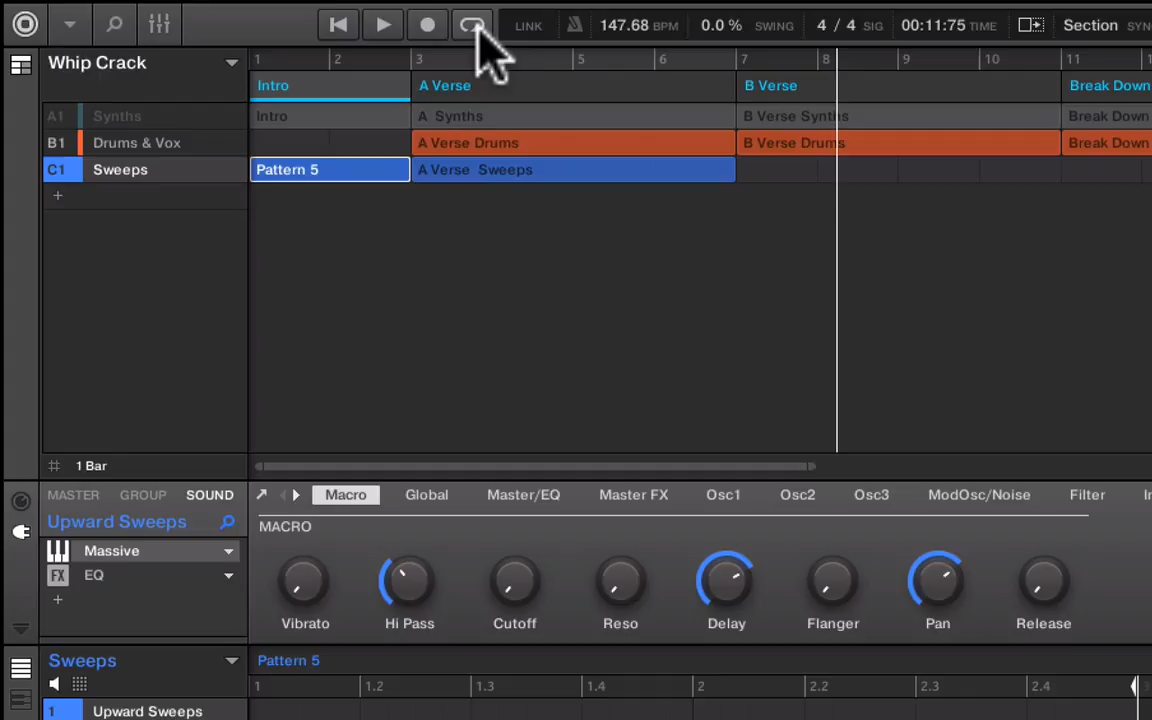 LINK 147.68 BPM 0.0 % SWING 4 / 4 SIG 00:11:75 TIME Section
Whip Crack 1 2 3 5 6 7 8 9 10 11
Intro A Verse B Verse Break Down
A1 Synths Intro A Synths B Verse Synths Break Down
B1 Drums & Vox A Verse Drums B Verse Drums Break Down
C1 Sweeps Pattern 5 A Verse Sweeps
+
1 Bar
MASTER GROUP SOUND Macro Global Master/EQ Master FX Osc1 Osc2 Osc3 ModOsc/Noise Filter
Upward Sweeps MACRO
Massive
FX EQ
+
Vibrato Hi Pass Cutoff Reso Delay Flanger Pan Release
Sweeps Pattern 5
1 1.2 1.3 1.4 2 2.2 2.3 2.4
1 Upward Sweeps